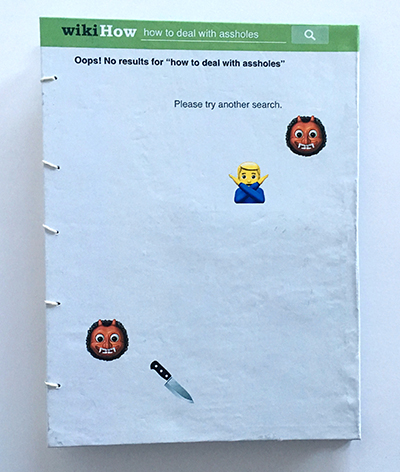 wikiHow how to deal with assholes
Oops! No results for “how to deal with assholes”
Please try another search.